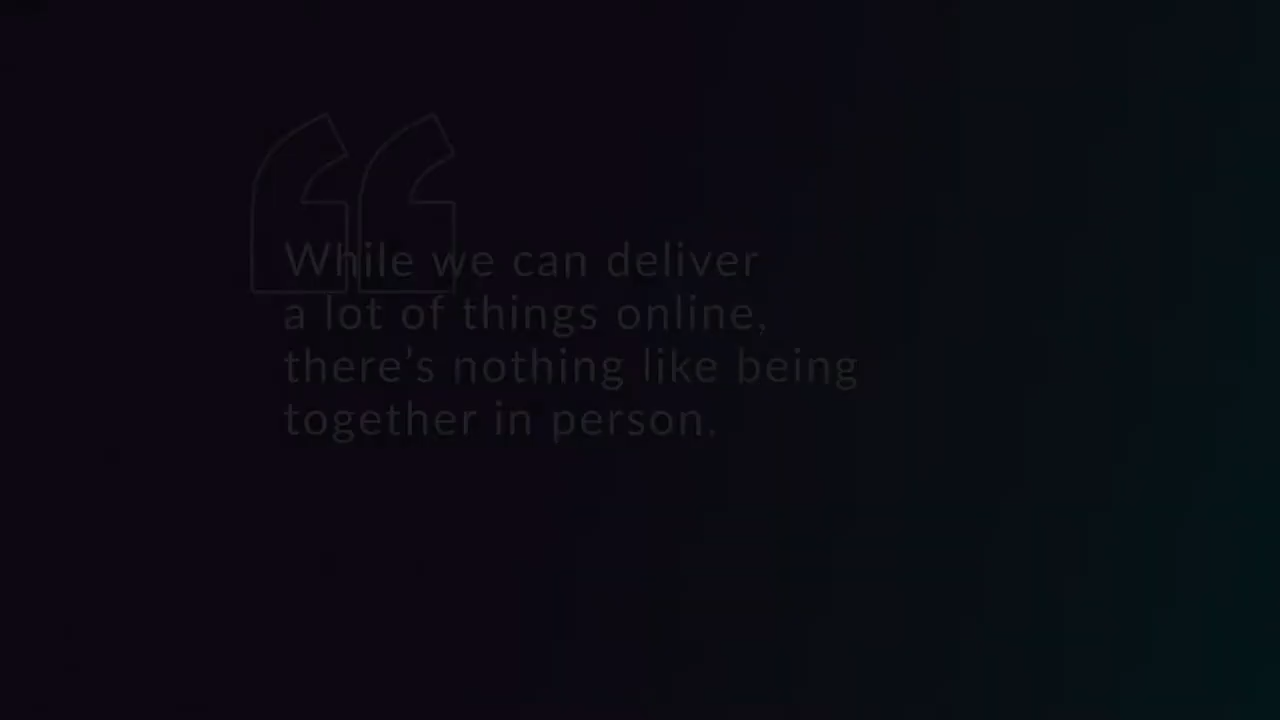 While we can deliver
a lot of things online,
there’s nothing like being
together in person.